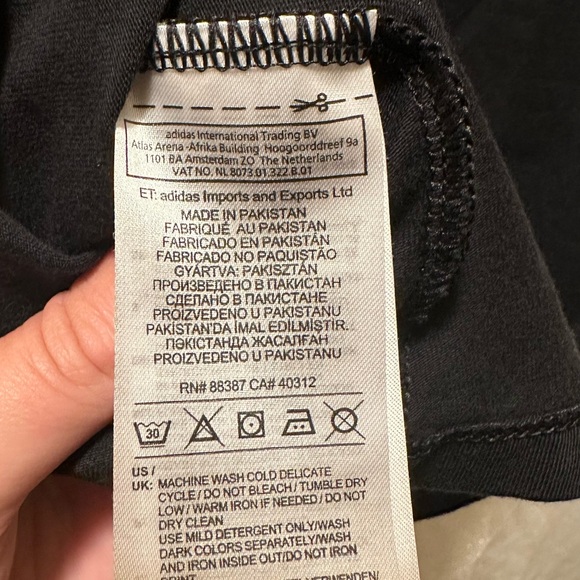 adidas International Trading BV
Atlas Arena -Afrika Building Hoogoorddreef 9a
1101 BA Amsterdam ZO The Netherlands
VAT NO. NL 8073.01.322.B.01
ET: adidas Imports and Exports Ltd
MADE IN PAKISTAN
FABRIQUÉ AU PAKISTAN
FABRICADO EN PAKISTÁN
FABRICADO NO PAQUISTÃO
GYÁRTVA: PAKISZTÁN
ПРОИЗВЕДЕНО В ПАКИСТАН
СДЕЛАНО В ПАКИСТАНЕ
PROIZVEDENO U PAKISTANU
PAKİSTAN'DA İMAL EDİLMİŞTİR.
ПӘКІСТАНДА ЖАСАЛҒАН
PROIZVEDENO U PAKISTANU
RN# 88387 CA# 40312
30
US /
UK: MACHINE WASH COLD DELICATE
CYCLE / DO NOT BLEACH / TUMBLE DRY
LOW / WARM IRON IF NEEDED / DO NOT
DRY CLEAN
USE MILD DETERGENT ONLY/WASH
DARK COLORS SEPARATELY/WASH
AND IRON INSIDE OUT/DO NOT IRON
PRINT